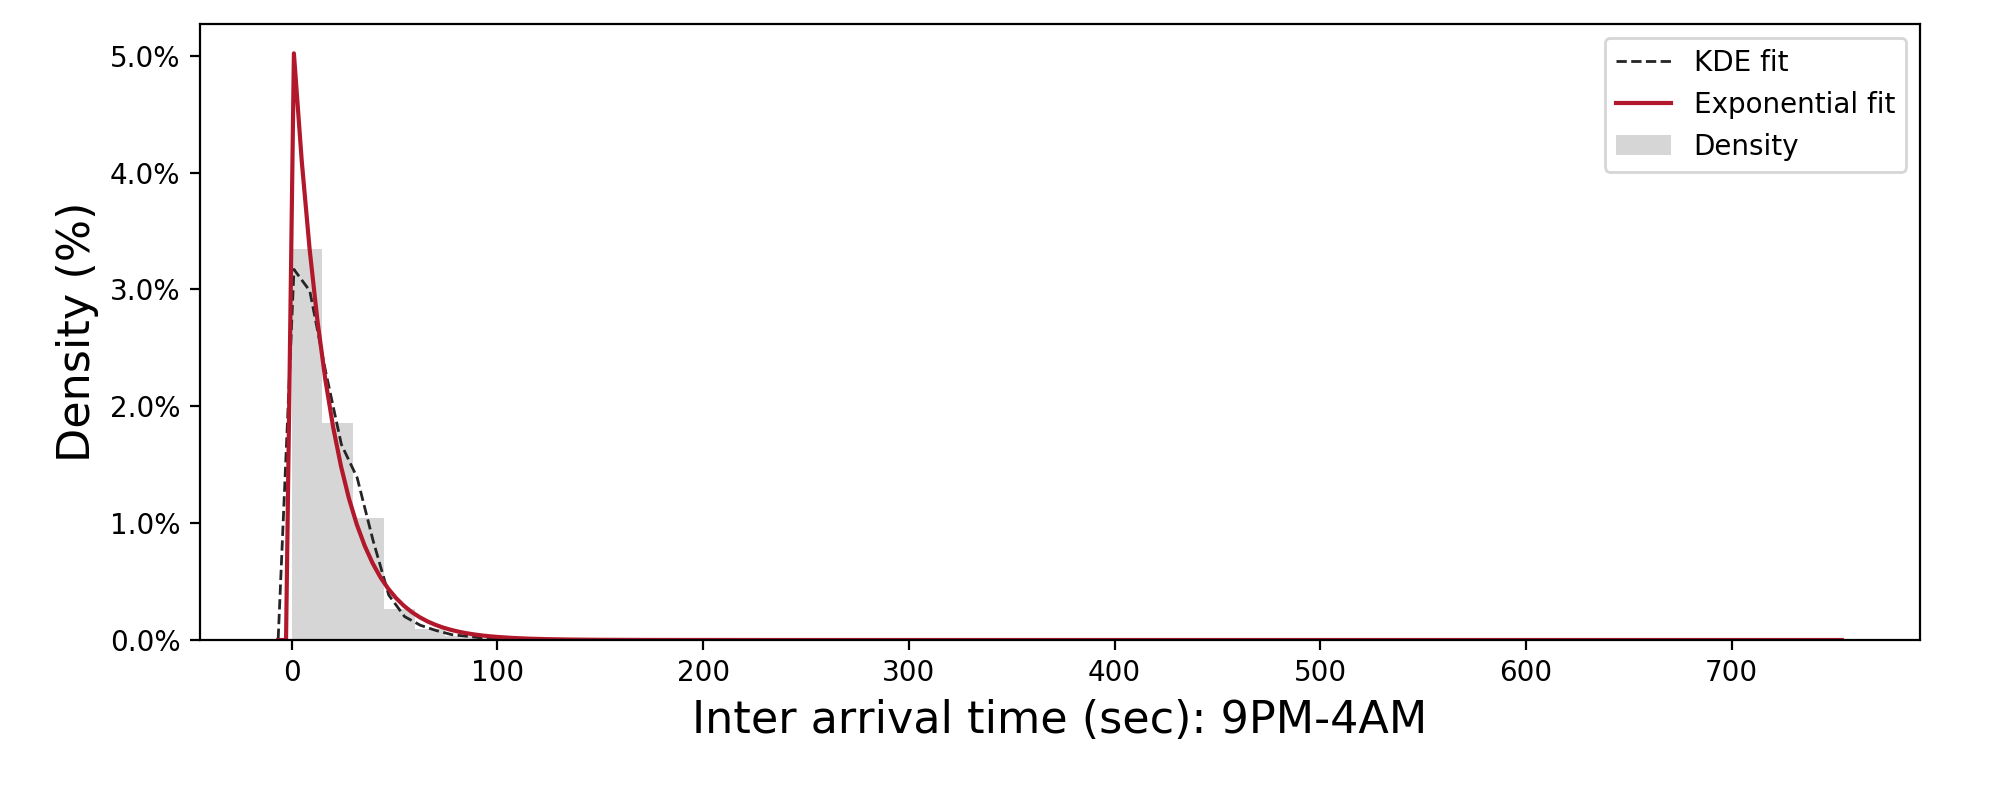 5.0%
4.0%
3.0%
2.0%
1.0%
0.0%
Density (%)
KDE fit
Exponential fit
Density
0 100 200 300 400 500 600 700
Inter arrival time (sec): 9PM-4AM